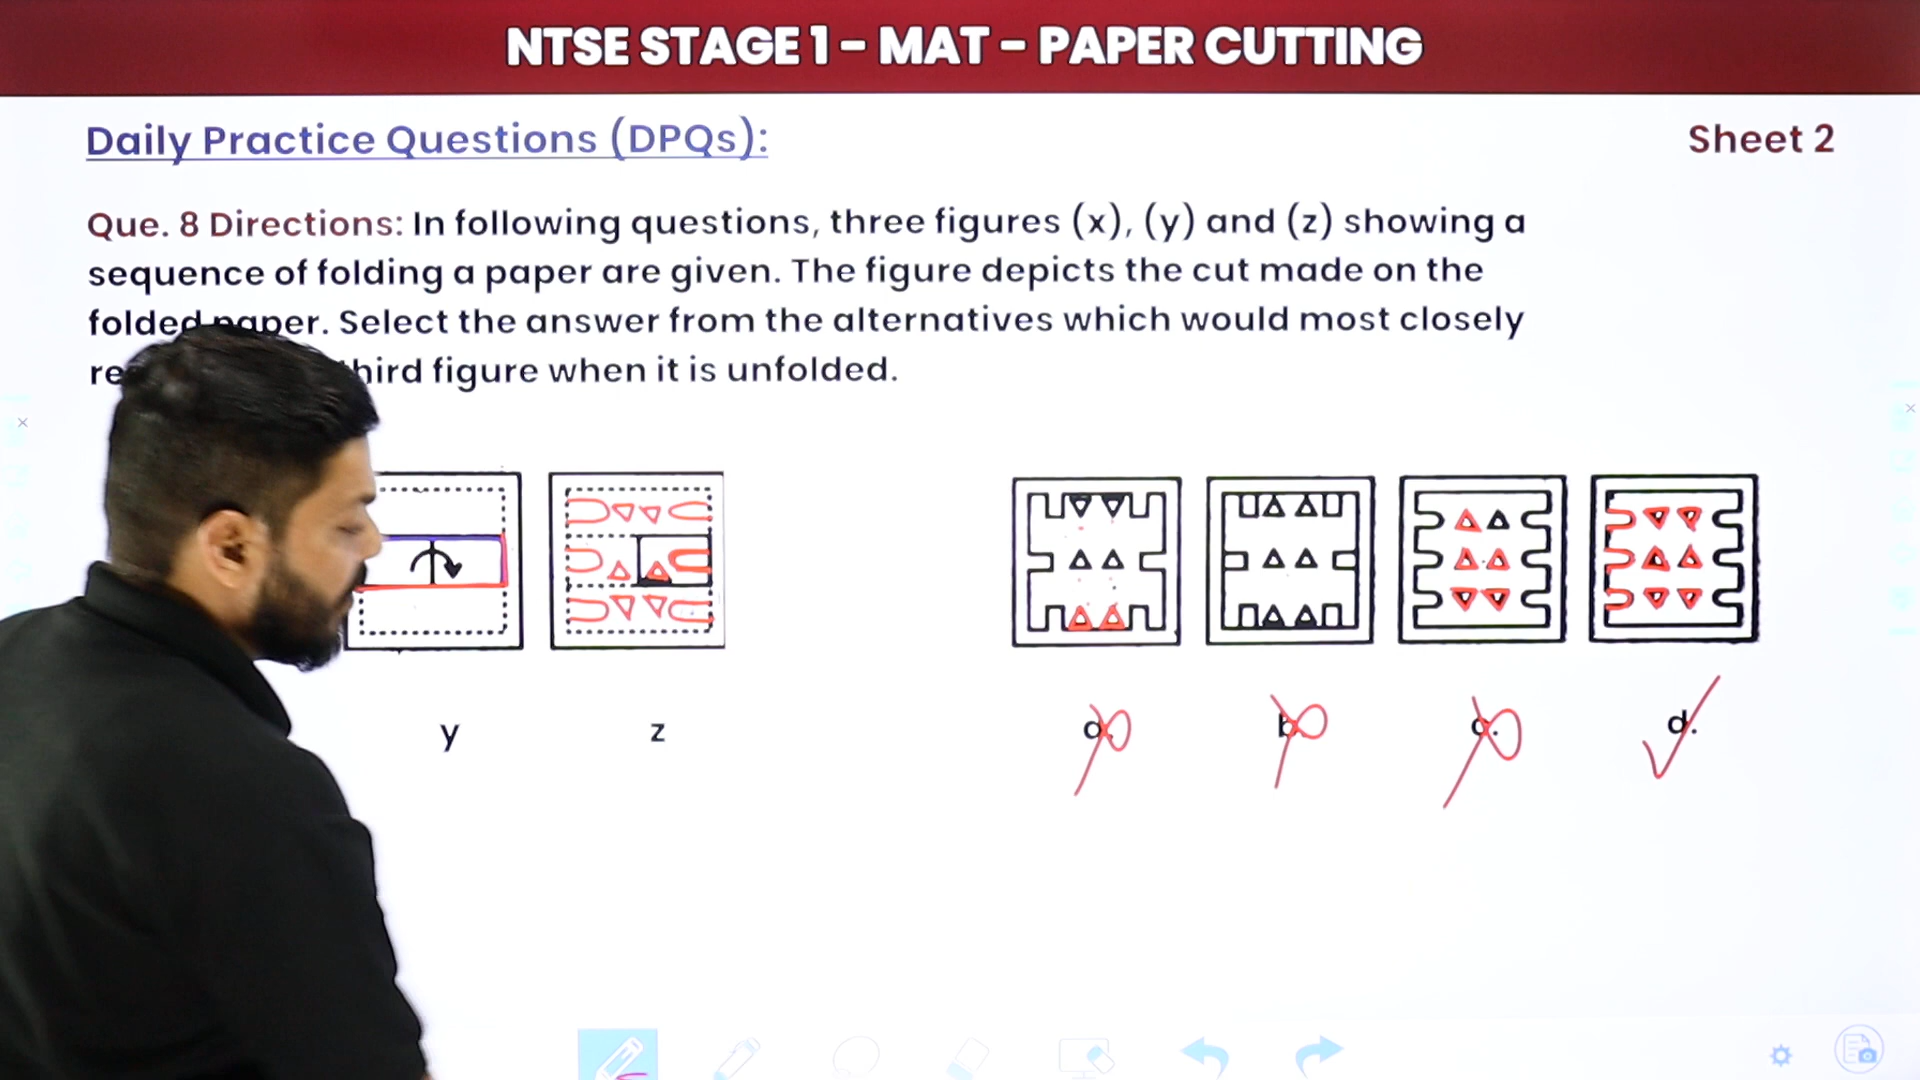 NTSE STAGE 1 – MAT – PAPER CUTTING
Daily Practice Questions (DPQs):
Sheet 2
Que. 8 Directions: In following questions, three figures (x), (y) and (z) showing a
sequence of folding a paper are given. The figure depicts the cut made on the
folded paper. Select the answer from the alternatives which would most closely
third figure when it is unfolded.
y
z
a.
b.
c.
d.